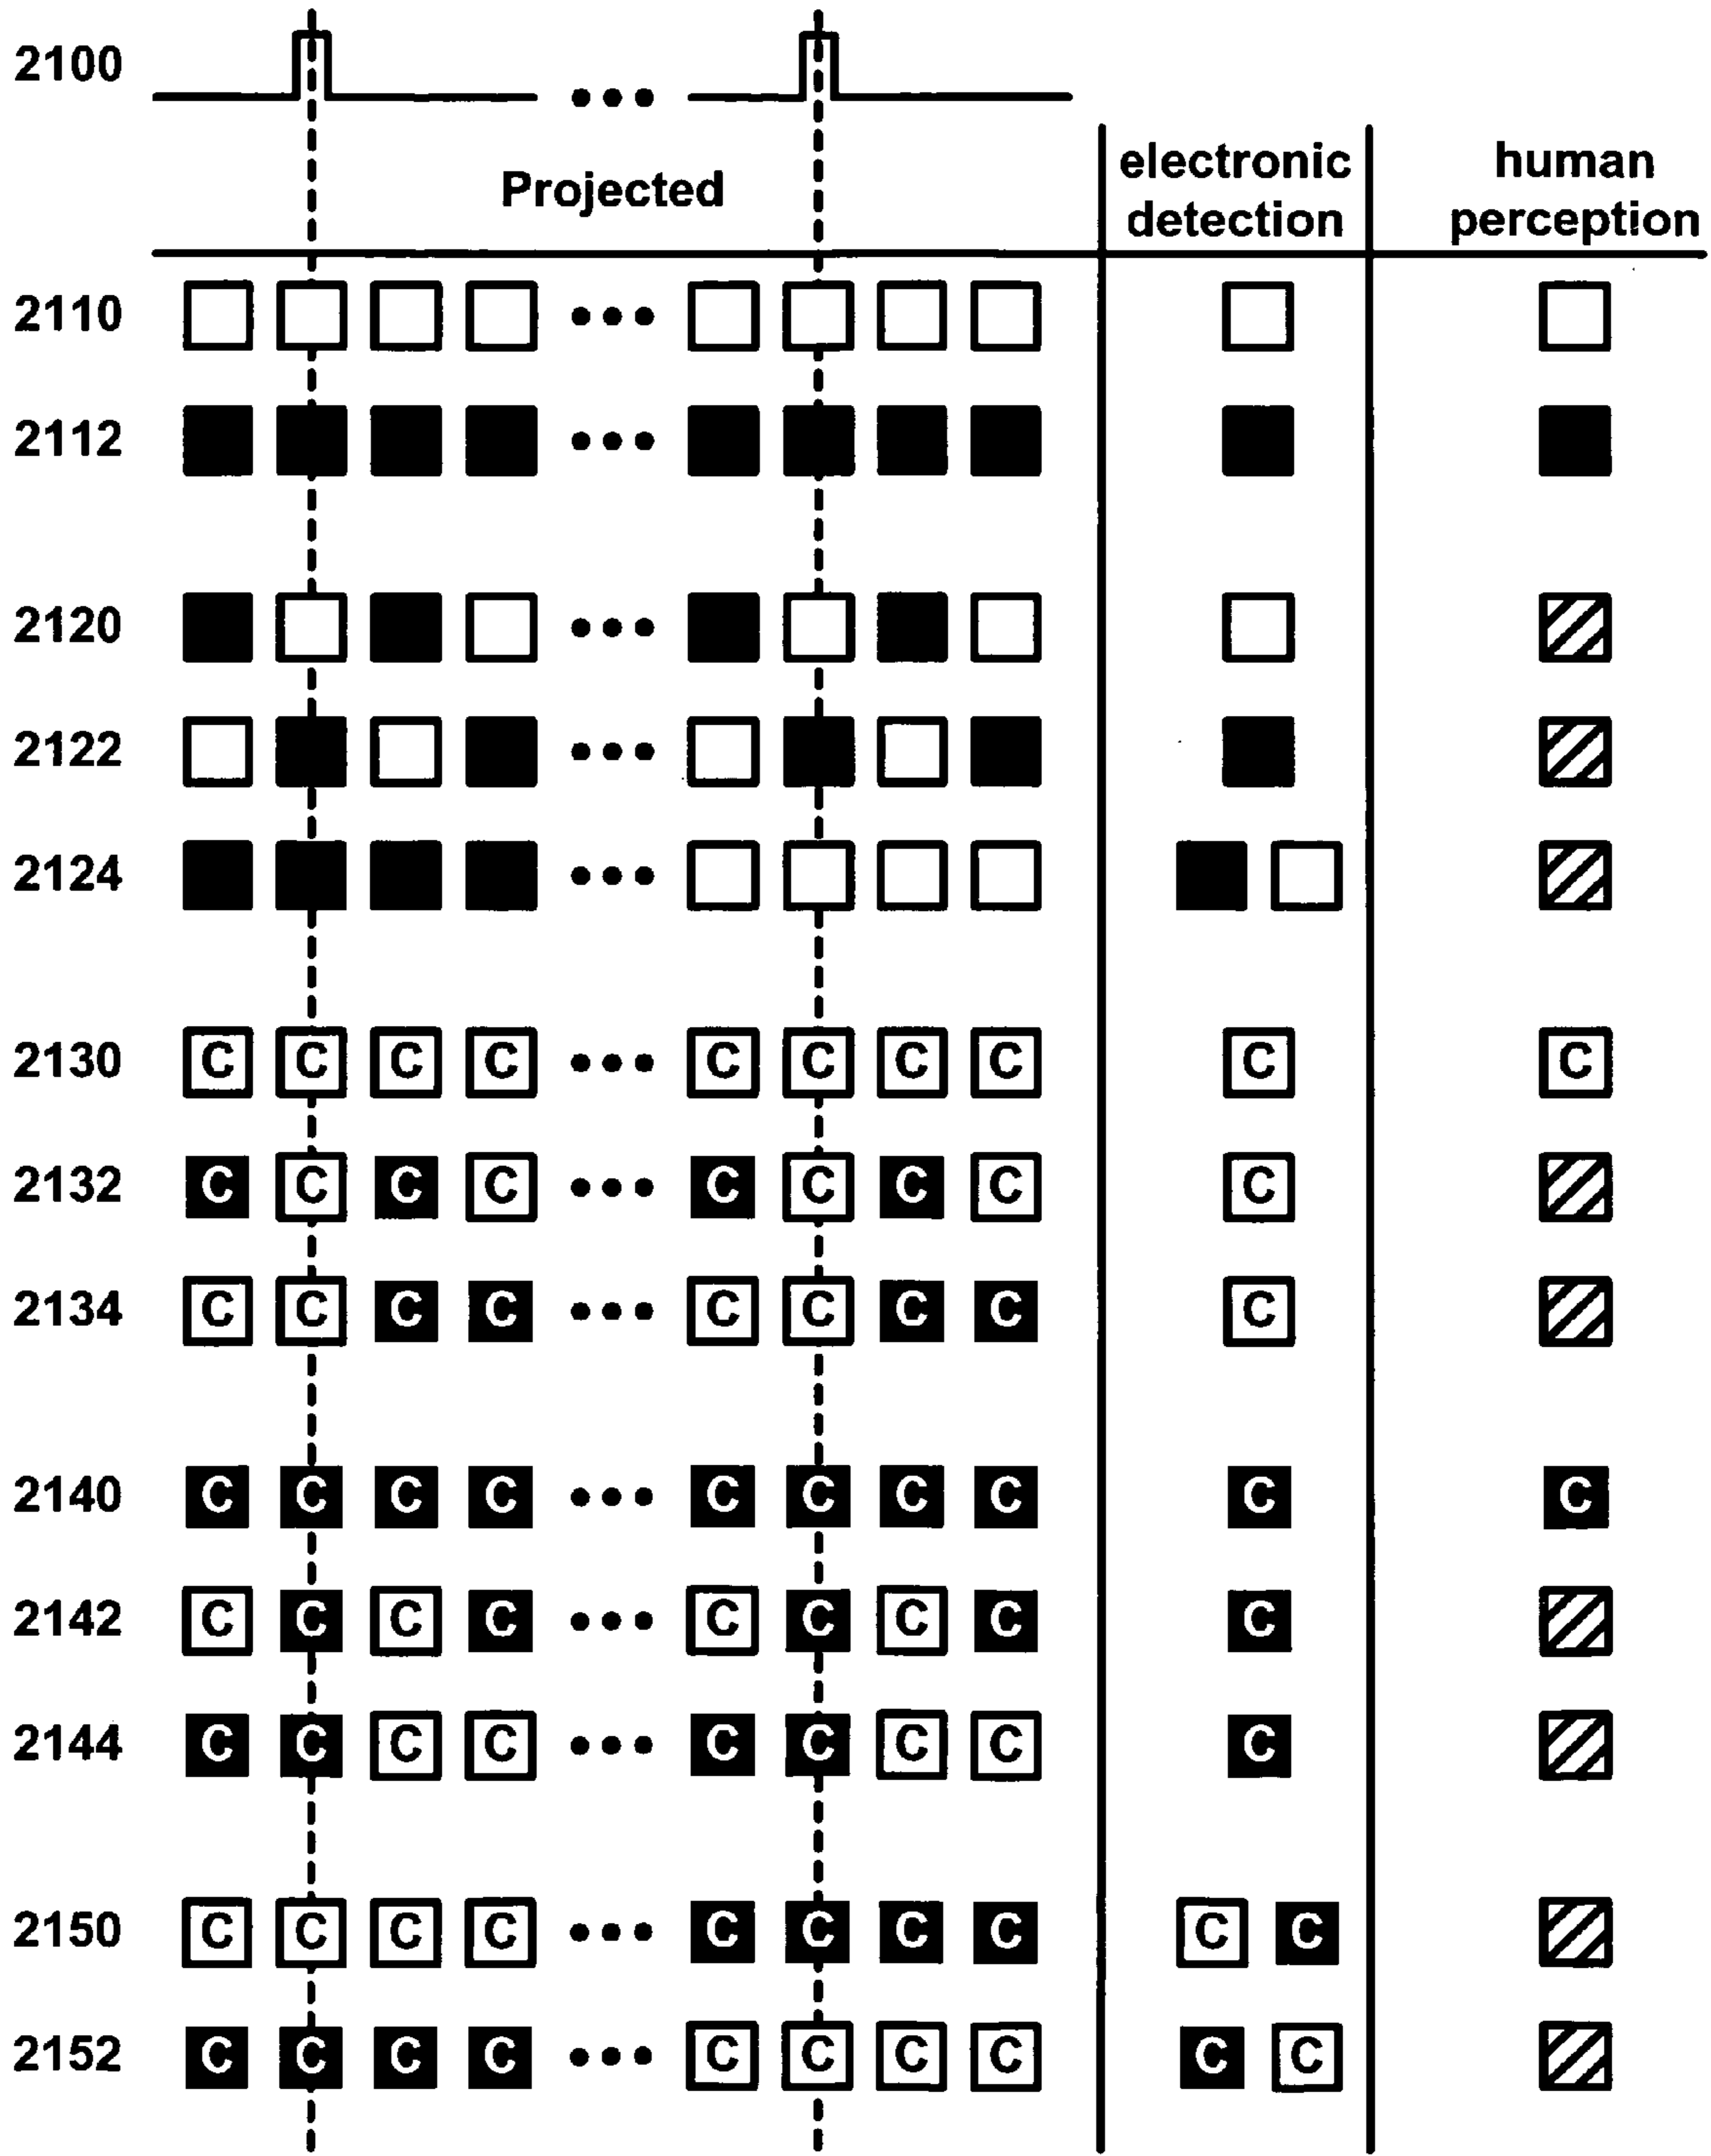 2100
Projected
electronic
detection
human
perception
2110
2112
2120
2122
2124
2130 C C C C C C C C C C
2132 C C C C C C C C C
2134 C C C C C C C C C
2140 C C C C C C C C C C
2142 C C C C C C C C C
2144 C C C C C C C C C
2150 C C C C C C C C C C
2152 C C C C C C C C C C